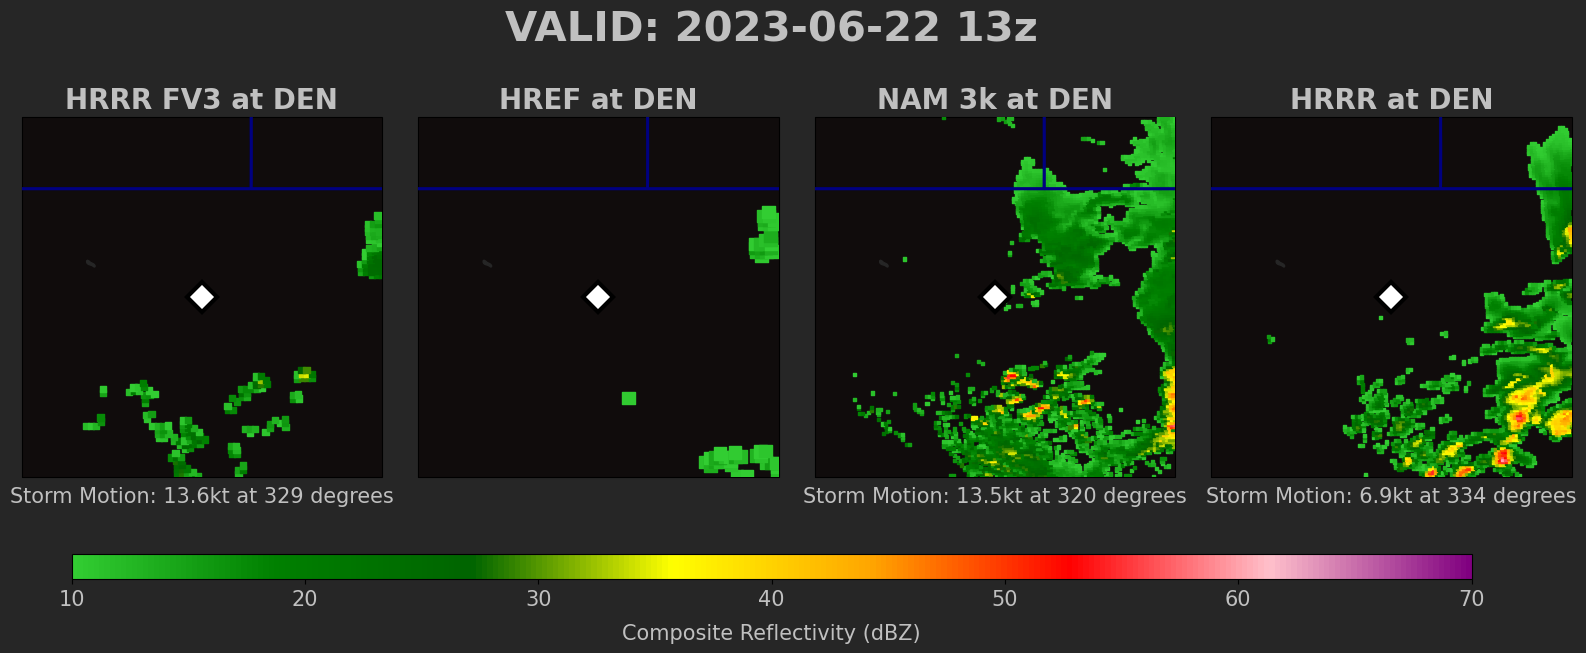 VALID: 2023-06-22 13z
HRRR FV3 at DEN
HREF at DEN
NAM 3k at DEN
HRRR at DEN
Storm Motion: 13.6kt at 329 degrees
Storm Motion: 13.5kt at 320 degrees
Storm Motion: 6.9kt at 334 degrees
10 20 30 40 50 60 70
Composite Reflectivity (dBZ)